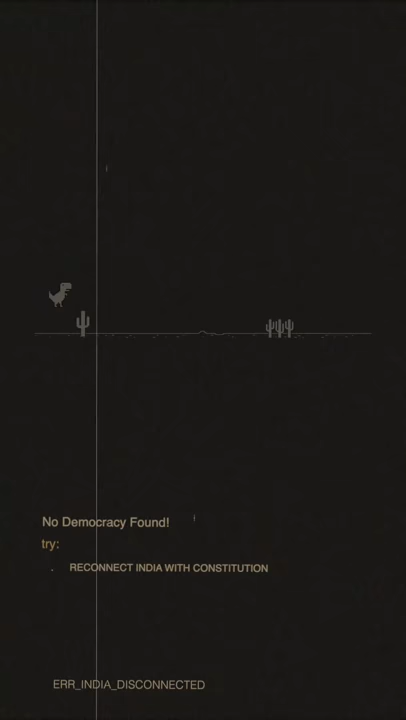 No Democracy Found!
try:
RECONNECT INDIA WITH CONSTITUTION
ERR_INDIA_DISCONNECTED